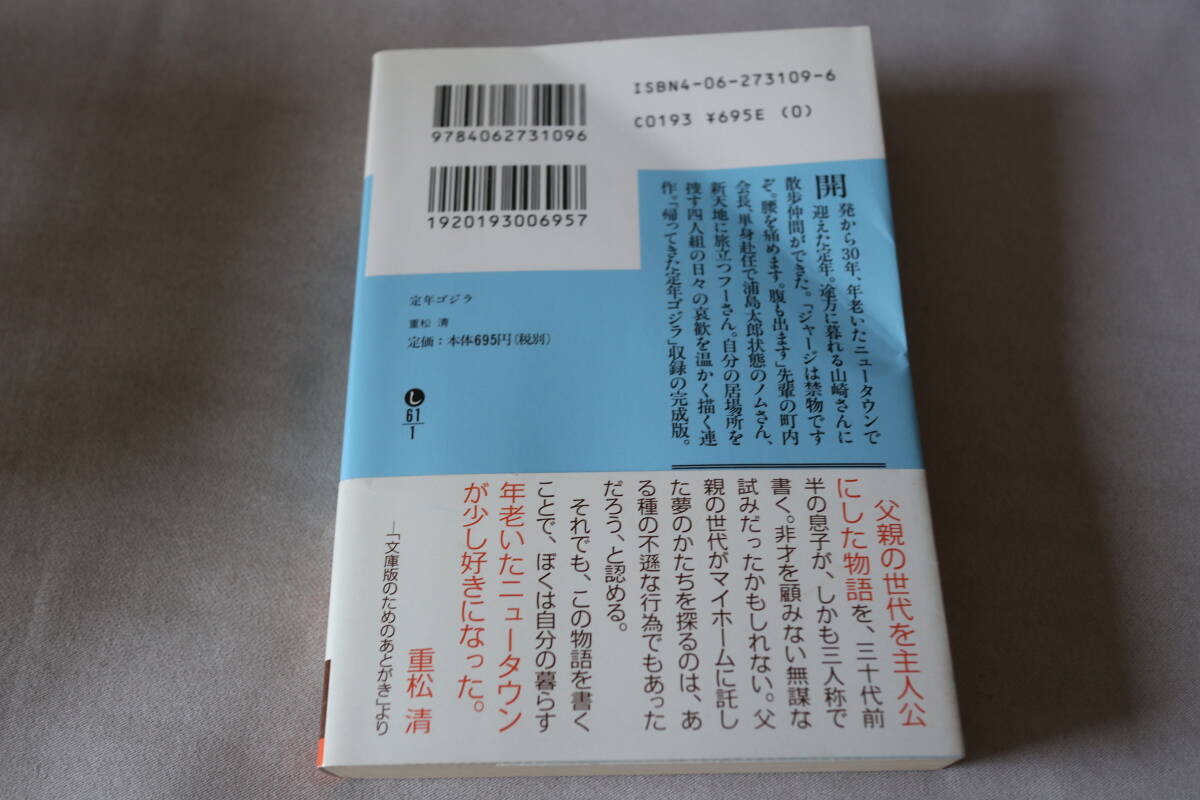 ISBN4-06-273109-6
C0193 ¥695E (0)
9784062731096
1920193006957
開発から30年、年老いたニュータウンで
迎えた定年。途方に暮れる山崎さんに
散歩仲間ができた。「ジャージは禁物です
ぞ。腰を痛めます。腹も出ます」先輩の町内
会長、単身赴任で浦島太郎状態のノムさん、
新天地に旅立つフーさん。自分の居場所を
捜す四人組の日々の哀歓を温かく描く連
作。「帰ってきた定年ゴジラ」収録の完成版。
定年ゴジラ
重松 清
定価：本体695円（税別）
し
61
1
父親の世代を主人公
にした物語を、三十代前
半の息子が、しかも三人称で
書く。非才を顧みない無謀な
試みだったかもしれない。父
親の世代がマイホームに託し
た夢のかたちを探るのは、あ
る種の不遜な行為でもあった
だろう、と認める。
それでも、この物語を書く
ことで、ぼくは自分の暮らす
年老いたニュータウン
が少し好きになった。
重松 清
―「文庫版のためのあとがき」より